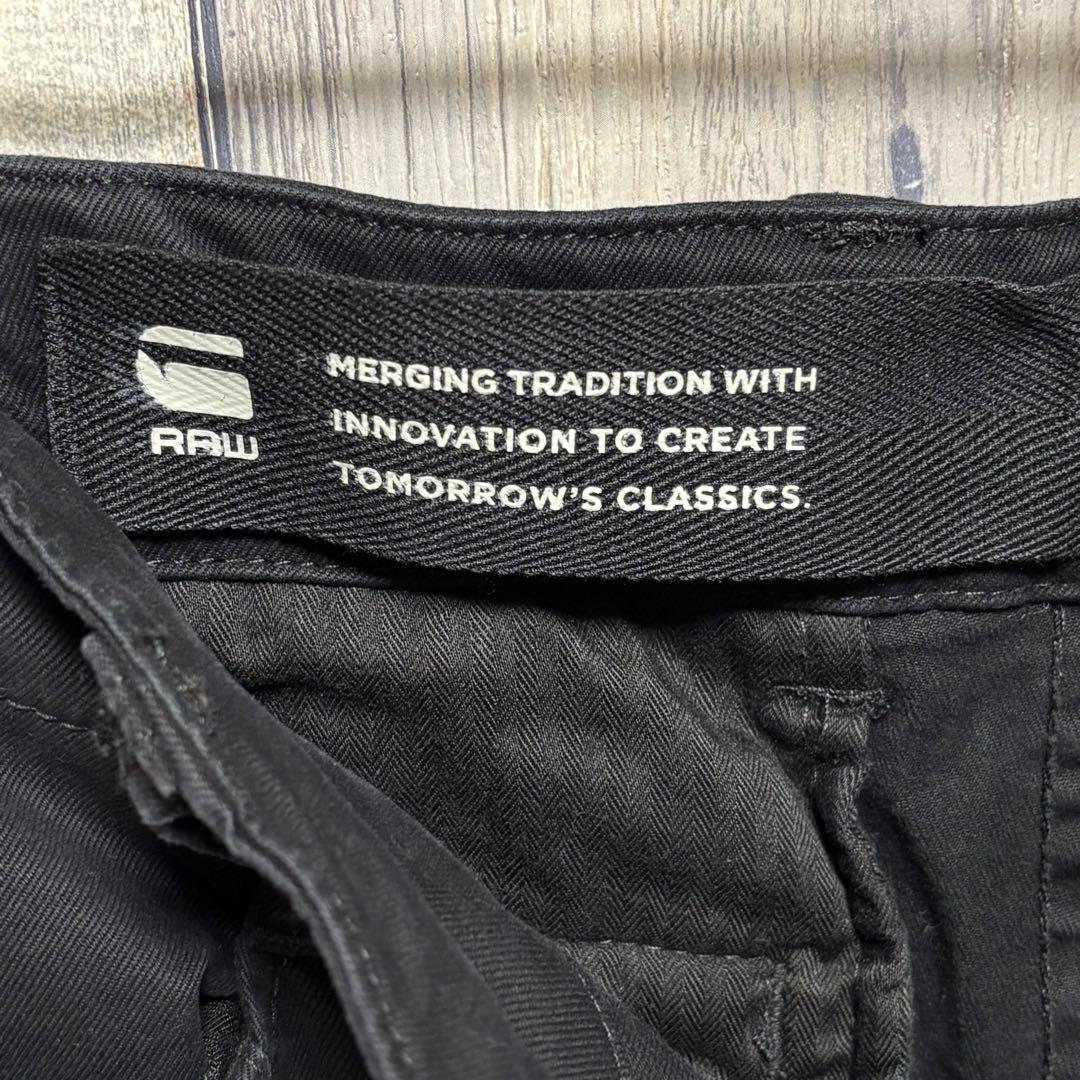 RAW
MERGING TRADITION WITH
INNOVATION TO CREATE
TOMORROW'S CLASSICS.